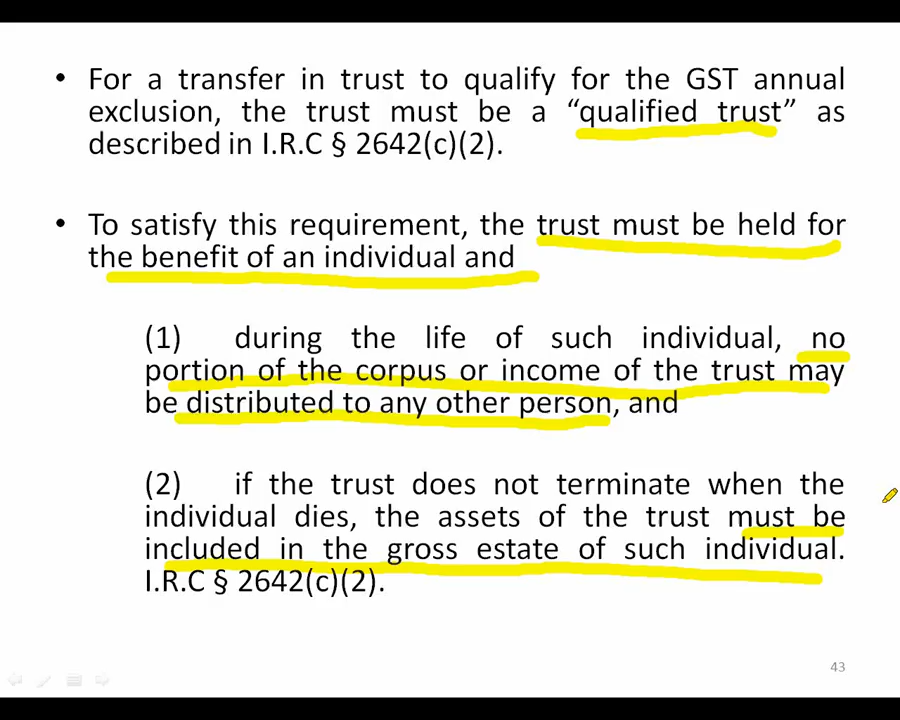 • For a transfer in trust to qualify for the GST annual
exclusion, the trust must be a “qualified trust” as
described in I.R.C § 2642(c)(2).
• To satisfy this requirement, the trust must be held for
the benefit of an individual and
(1) during the life of such individual, no
portion of the corpus or income of the trust may
be distributed to any other person, and
(2) if the trust does not terminate when the
individual dies, the assets of the trust must be
included in the gross estate of such individual.
I.R.C § 2642(c)(2).
43